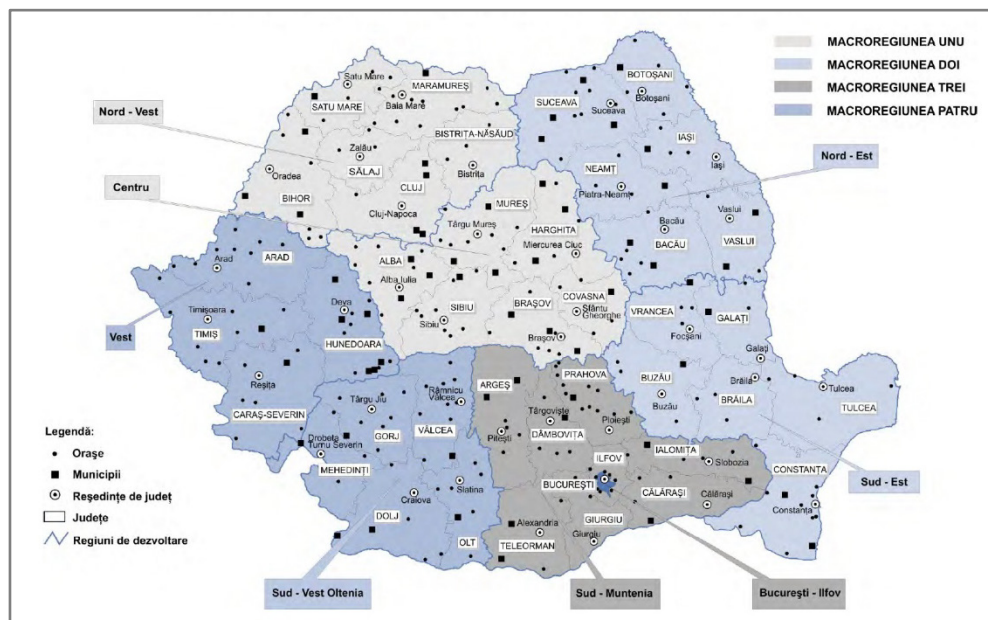 MACROREGIUNEA UNU
MACROREGIUNEA DOI
MACROREGIUNEA TREI
MACROREGIUNEA PATRU
Satu Mare
MARAMUREȘ
Baia Mare
SATU MARE
BOTOȘANI
SUCEAVA
Botoșani
Suceava
Nord - Vest
BISTRIȚA-NĂSĂUD
IAȘI
Zalău
SĂLAJ
Iași
Nord - Est
Oradea
Bistrița
NEAMȚ
Centru
CLUJ
Piatra-Neamț
BIHOR
Cluj-Napoca
MUREȘ
Târgu Mureș
HARGHITA
Vaslui
Bacău
BACĂU
VASLUI
Miercurea Ciuc
ARAD
Arad
ALBA
Alba Iulia
COVASNA
Sfântu
Gheorghe
SIBIU
BRAȘOV
Deva
Timișoara
TIMIȘ
Vest
Sibiu
Brașov
VRANCEA
GALAȚI
Focșani
HUNEDOARA
Galați
Reșița
PRAHOVA
BUZĂU
Brăila
Tulcea
ARGEȘ
Buzău
BRĂILA
TULCEA
CARAȘ-SEVERIN
Târgu Jiu
Râmnicu
Vâlcea
Târgoviște
Ploiești
GORJ
VÂLCEA
Pitești
DÂMBOVIȚA
Drobeta
Turnu Severin
ILFOV
IALOMIȚA
Slobozia
MEHEDINȚI
CONSTANȚA
Sud - Est
Craiova
Slatina
BUCUREȘTI
CĂLĂRAȘI
Călărași
Constanța
DOLJ
GIURGIU
Alexandria
Giurgiu
OLT
TELEORMAN
Legendă:
Orașe
Municipii
Reședințe de județ
Județe
Regiuni de dezvoltare
Sud - Vest Oltenia
Sud - Muntenia
București - Ilfov